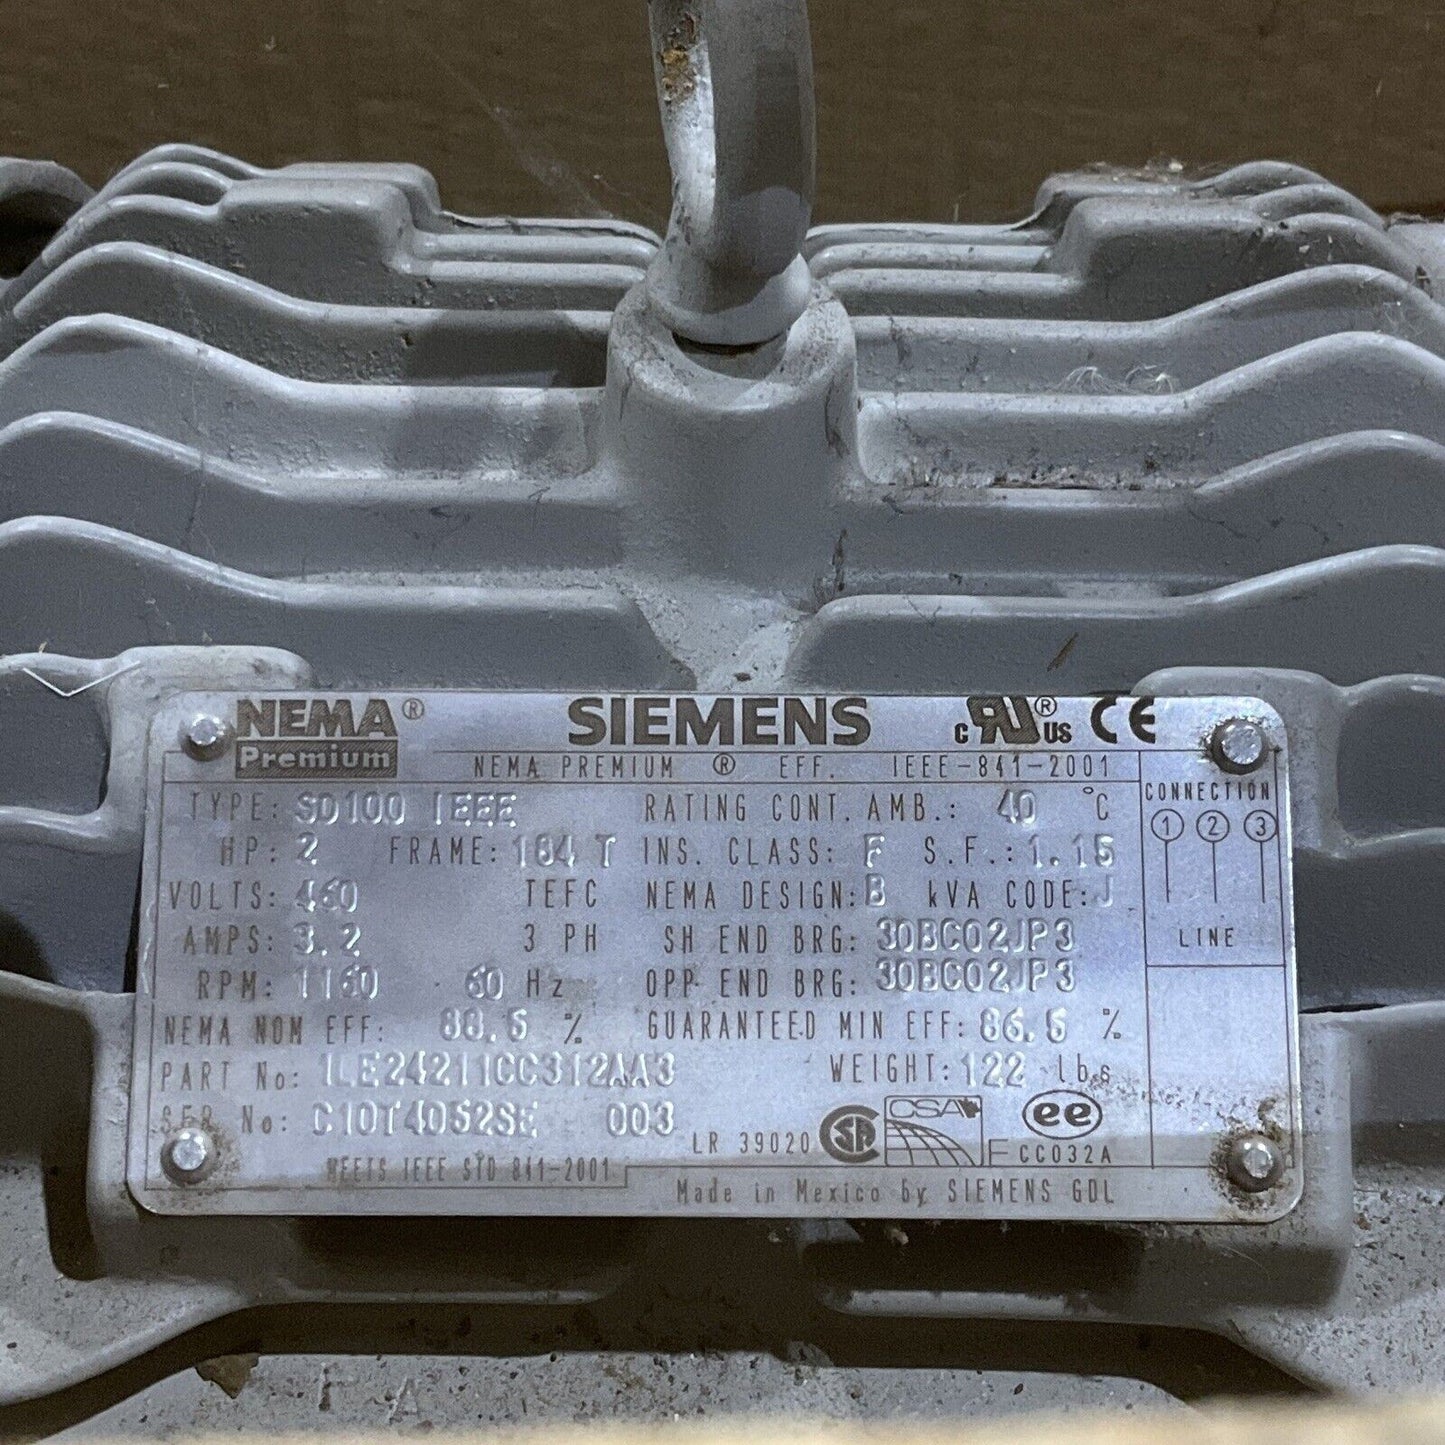 NEMA® Premium SIEMENS c RU® US CE
NEMA PREMIUM ® EFF. IEEE-841-2001
TYPE: SD100 IEEE RATING CONT. AMB.: 40 °C
HP: 2 FRAME: 184 T INS. CLASS: F S.F.: 1.15
VOLTS: 460 TEFC NEMA DESIGN: B kVA CODE: J
AMPS: 3.2 3 PH SH END BRG: 30BC02JP3
RPM: 1160 60 Hz OPP END BRG: 30BC02JP3
NEMA NOM EFF: 88.5 % GUARANTEED MIN EFF: 86.5 %
PART No: 1LE24211CC312AA3 WEIGHT: 122 lbs
SER No: C10T4052SE 003
LR 39020 SA CSA ee
CC032A
MEETS IEEE STD 841-2001
Made in Mexico by SIEMENS GDL
CONNECTION
1 2 3
LINE